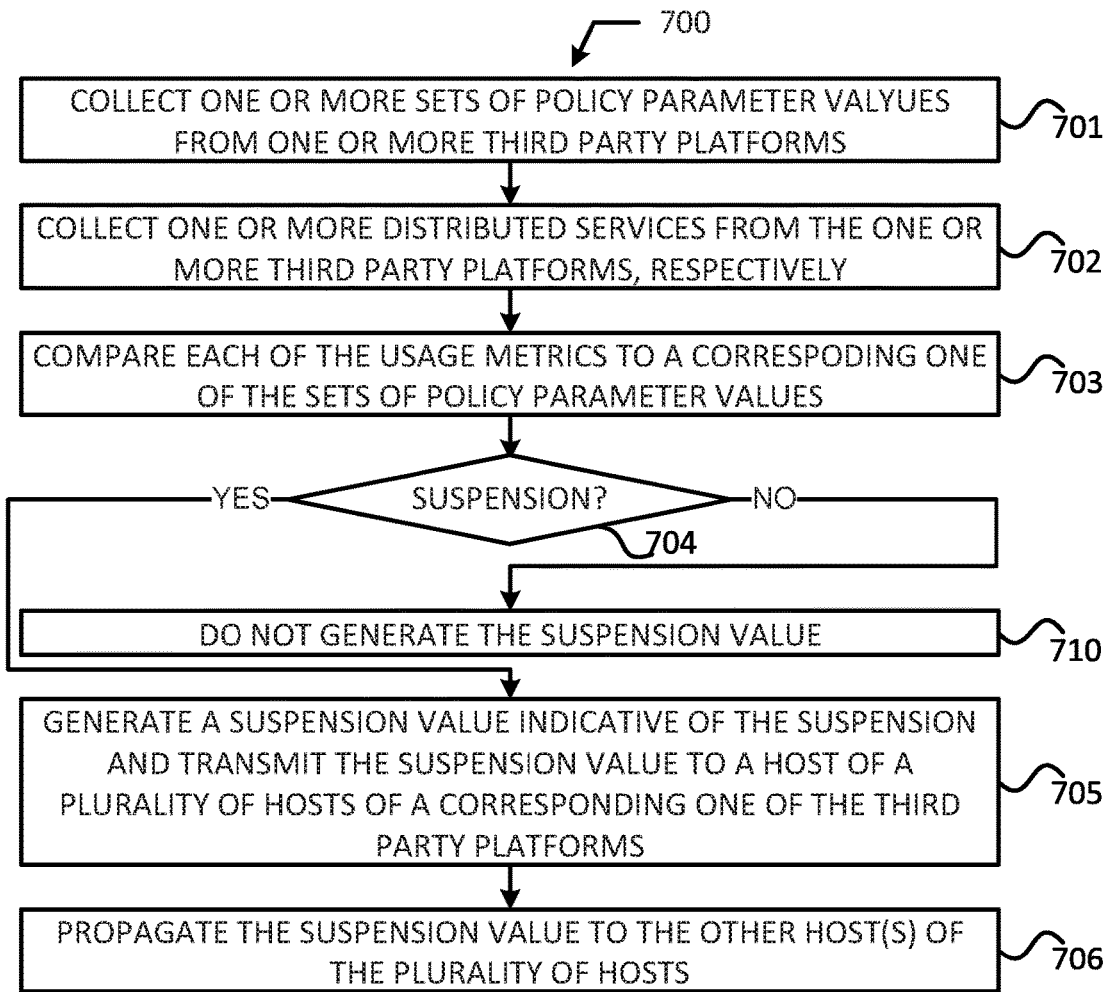 700
COLLECT ONE OR MORE SETS OF POLICY PARAMETER VALYUES
FROM ONE OR MORE THIRD PARTY PLATFORMS
701
COLLECT ONE OR MORE DISTRIBUTED SERVICES FROM THE ONE OR
MORE THIRD PARTY PLATFORMS, RESPECTIVELY
702
COMPARE EACH OF THE USAGE METRICS TO A CORRESPODING ONE
OF THE SETS OF POLICY PARAMETER VALUES
703
YES
SUSPENSION?
NO
704
DO NOT GENERATE THE SUSPENSION VALUE
710
GENERATE A SUSPENSION VALUE INDICATIVE OF THE SUSPENSION
AND TRANSMIT THE SUSPENSION VALUE TO A HOST OF A
PLURALITY OF HOSTS OF A CORRESPONDING ONE OF THE THIRD
PARTY PLATFORMS
705
PROPAGATE THE SUSPENSION VALUE TO THE OTHER HOST(S) OF
THE PLURALITY OF HOSTS
706